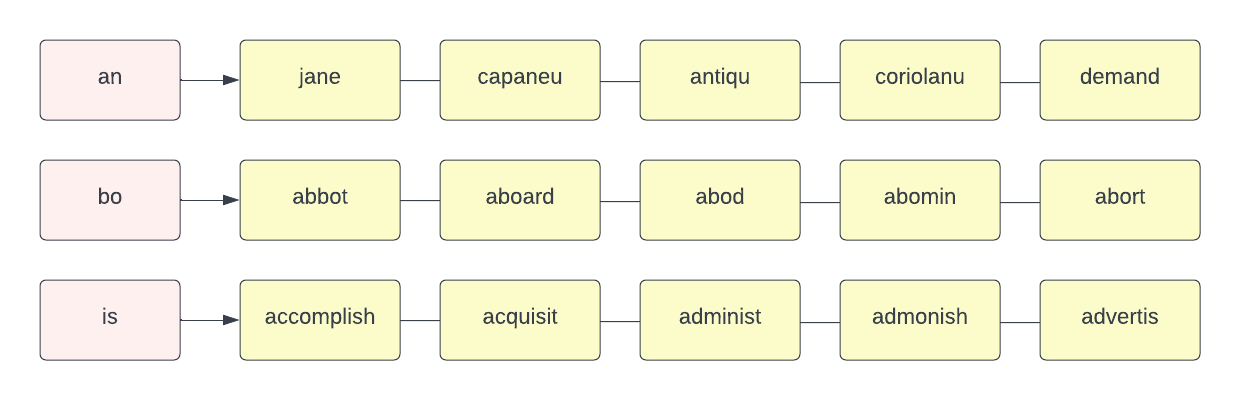 an jane capaneu antiqu coriolanu demand
bo abbot aboard abod abomin abort
is accomplish acquisit administ admonish advertis